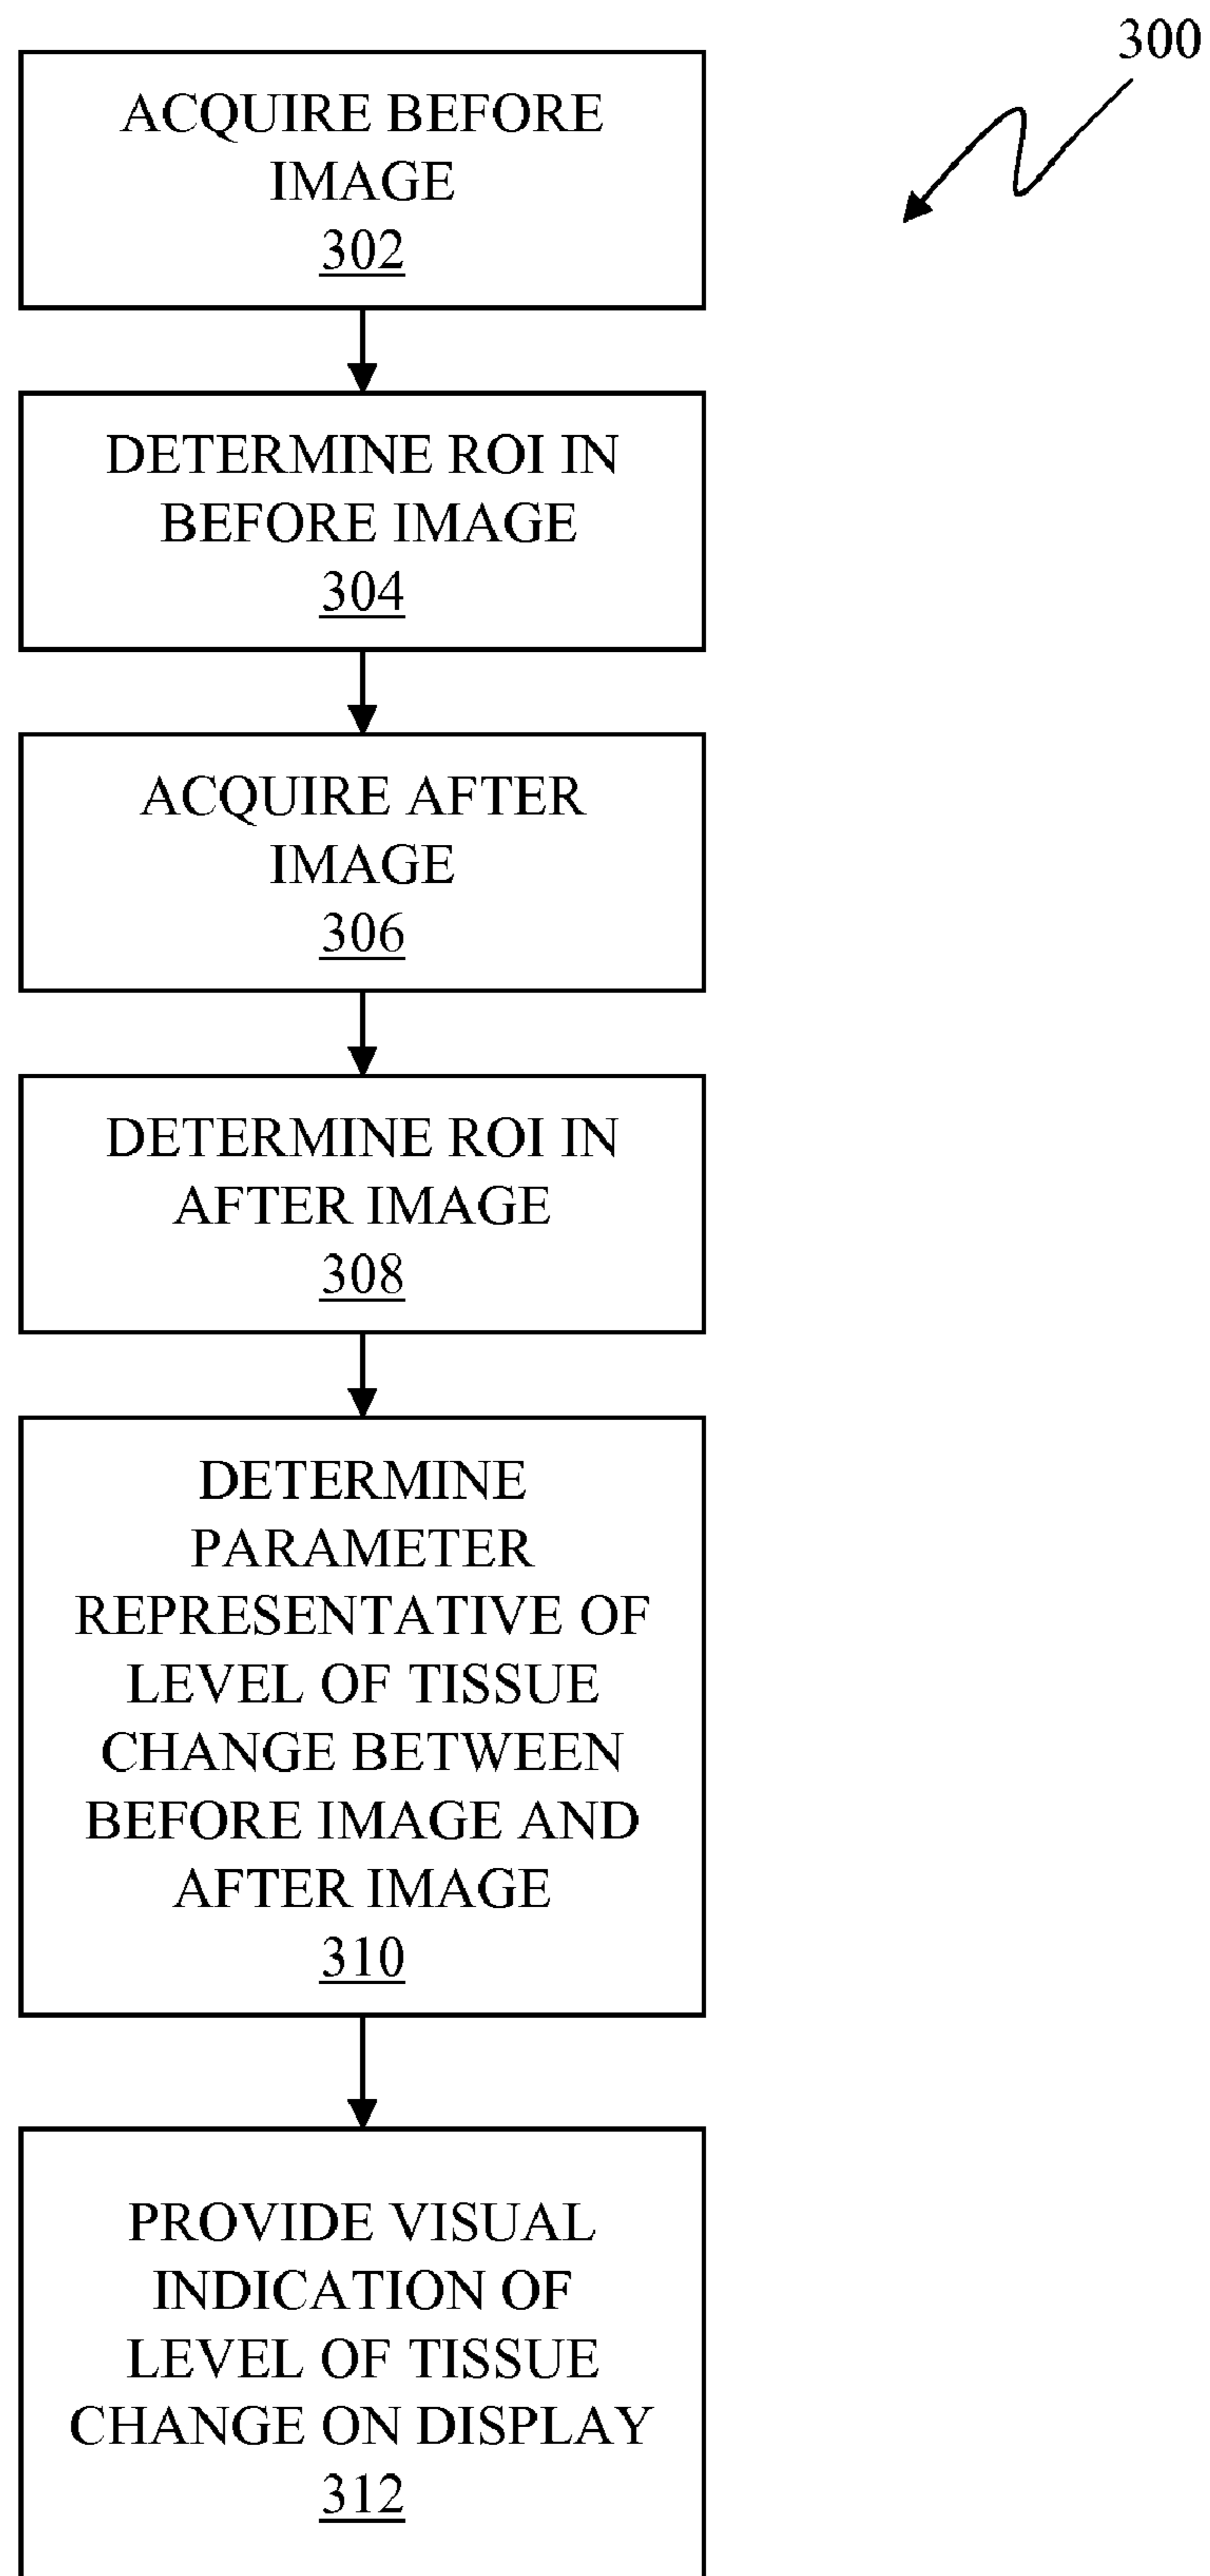 300
ACQUIRE BEFORE
IMAGE
302
DETERMINE ROI IN
BEFORE IMAGE
304
ACQUIRE AFTER
IMAGE
306
DETERMINE ROI IN
AFTER IMAGE
308
DETERMINE
PARAMETER
REPRESENTATIVE OF
LEVEL OF TISSUE
CHANGE BETWEEN
BEFORE IMAGE AND
AFTER IMAGE
310
PROVIDE VISUAL
INDICATION OF
LEVEL OF TISSUE
CHANGE ON DISPLAY
312